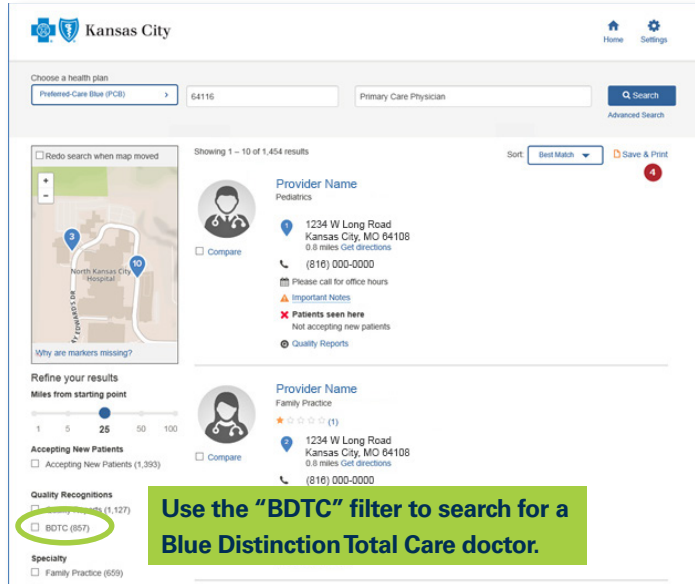 Kansas City
Home Settings
Choose a health plan
Preferred-Care Blue (PCB) >
64116
Primary Care Physician
Search
Advanced Search
Redo search when map moved
+
-
3
10
North Kansas City
Hospital
Why are markers missing?
Showing 1 – 10 of 1,454 results
Sort: Best Match
Save & Print
4
Provider Name
Pediatrics
1
1234 W Long Road
Kansas City, MO 64108
0.8 miles Get directions
(816) 000-0000
Please call for office hours
Important Notes
Patients seen here
Not accepting new patients
Quality Reports
Compare
Provider Name
Family Practice
(1)
2
1234 W Long Road
Kansas City, MO 64108
0.8 miles Get directions
(816) 000-0000
Compare
Refine your results
Miles from starting point
1 5 25 50 100
Accepting New Patients
Accepting New Patients (1,393)
Quality Recognitions
Quality Reports (1,127)
BDTC (857)
Specialty
Family Practice (659)
Use the “BDTC” filter to search for a
Blue Distinction Total Care doctor.